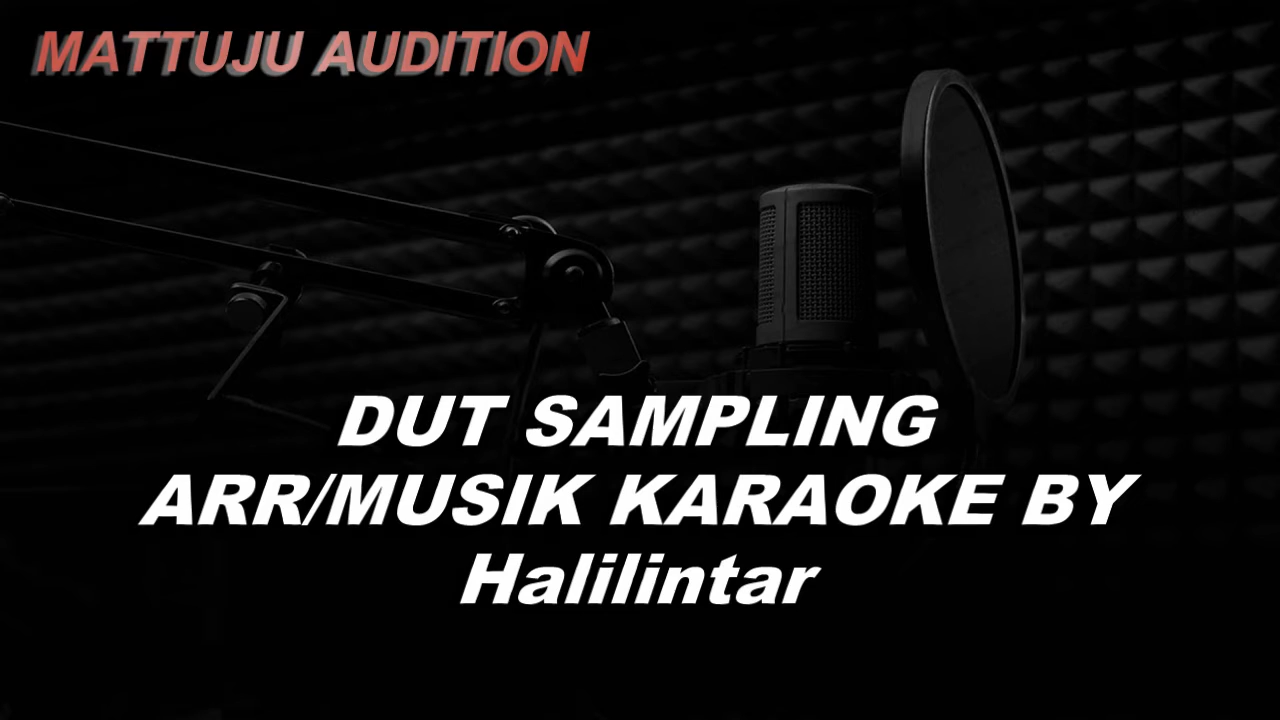 MATTUJU AUDITION
DUT SAMPLING
ARR/MUSIK KARAOKE BY
Halilintar